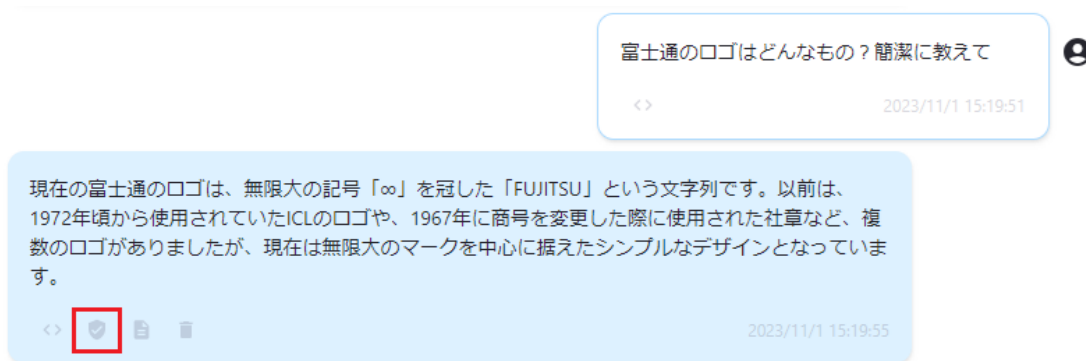 富士通のロゴはどんなもの？簡潔に教えて
<> 2023/11/1 15:19:51
現在の富士通のロゴは、無限大の記号「∞」を冠した「FUJITSU」という文字列です。以前は、
1972年頃から使用されていたICLのロゴや、1967年に商号を変更した際に使用された社章など、複
数のロゴがありましたが、現在は無限大のマークを中心に据えたシンプルなデザインとなっていま
す。
<> 2023/11/1 15:19:55